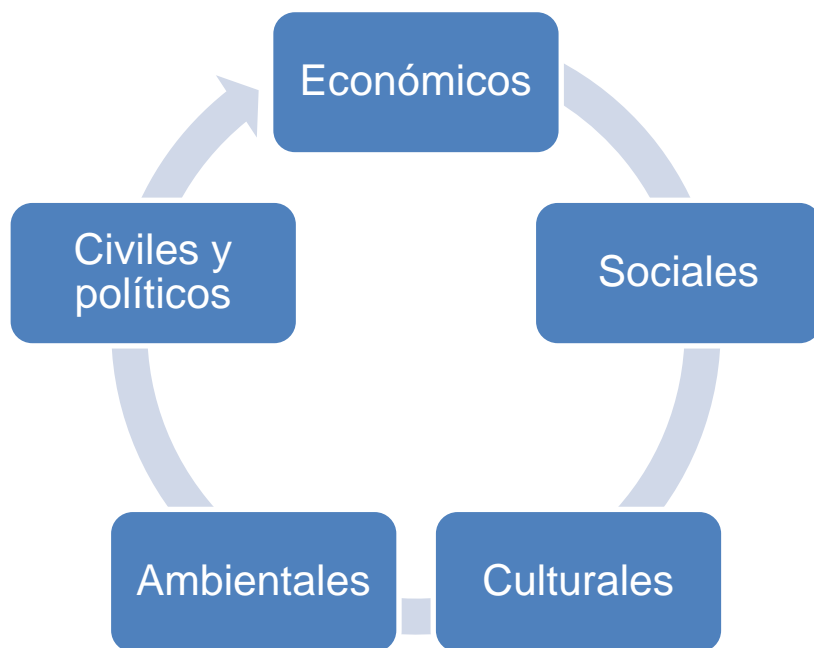 Económicos
Sociales
Culturales
Ambientales
Civiles y
políticos